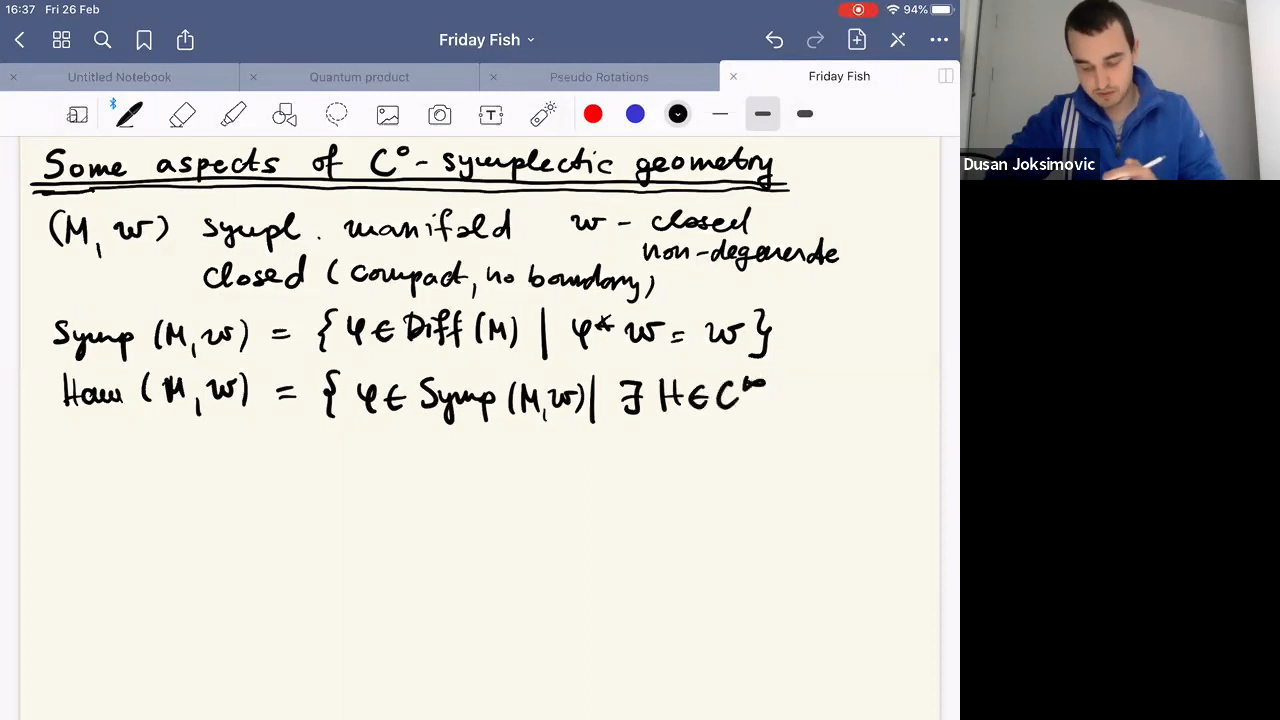 16:37 Fri 26 Feb 94%
Friday Fish
Untitled Notebook Quantum product Pseudo Rotations Friday Fish
Some aspects of C⁰-symplectic geometry
(M, ω) sympl. manifold ω - closed
non-degenerate
closed (compact, no boundary)
Symp (M, ω) = { φ ∈ Diff (M) | φ* ω = ω }
Ham (M, ω) = { φ ∈ Symp (M, ω) | ∃ H ∈ C^∞
Dusan Joksimovic